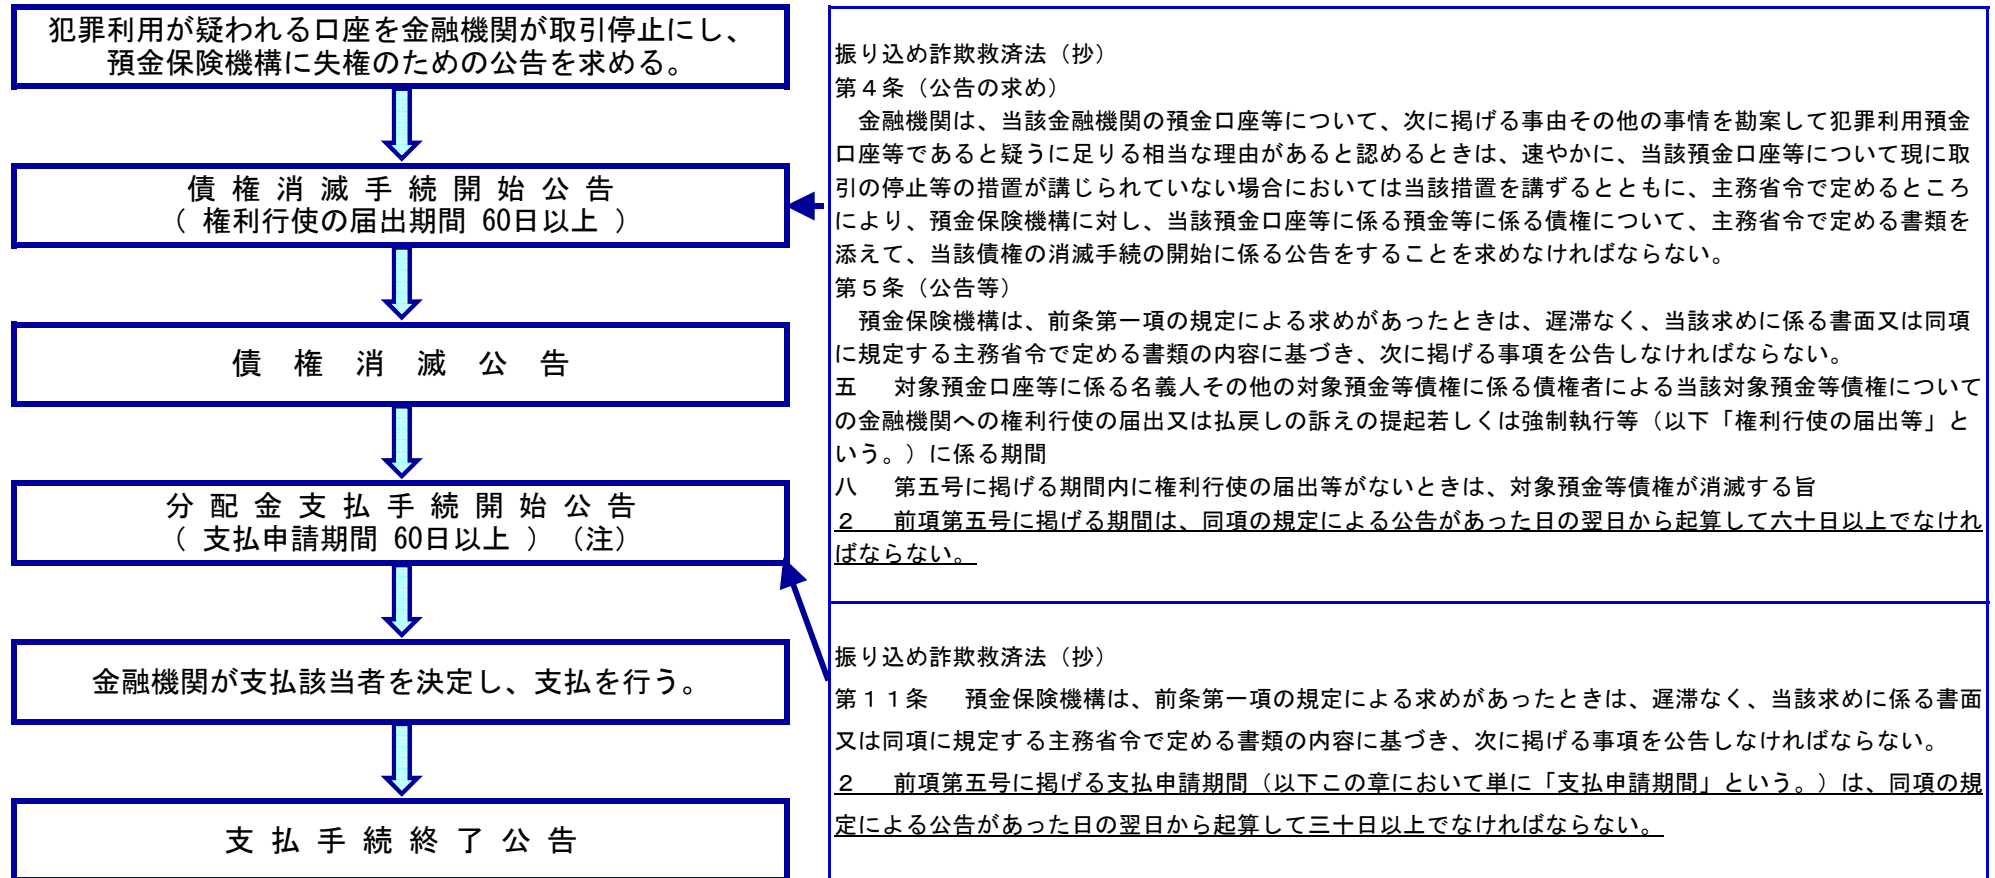 犯罪利用が疑われる口座を金融機関が取引停止にし、
預金保険機構に失権のための公告を求める。
債権消滅手続開始公告
（ 権利行使の届出期間 60日以上 ）
債権消滅公告
分配金支払手続開始公告
（ 支払申請期間 60日以上 ）（注）
金融機関が支払該当者を決定し、支払を行う。
支払手続終了公告
振り込め詐欺救済法（抄）
第４条（公告の求め）
　金融機関は、当該金融機関の預金口座等について、次に掲げる事由その他の事情を勘案して犯罪利用預金
口座等であると疑うに足りる相当な理由があると認めるときは、速やかに、当該預金口座等について現に取
引の停止等の措置が講じられていない場合においては当該措置を講ずるとともに、主務省令で定めるところ
により、預金保険機構に対し、当該預金口座等に係る預金等に係る債権について、主務省令で定める書類を
添えて、当該債権の消滅手続の開始に係る公告をすることを求めなければならない。
第５条（公告等）
　預金保険機構は、前条第一項の規定による求めがあったときは、遅滞なく、当該求めに係る書面又は同項
に規定する主務省令で定める書類の内容に基づき、次に掲げる事項を公告しなければならない。
五　対象預金口座等に係る名義人その他の対象預金等債権に係る債権者による当該対象預金等債権について
の金融機関への権利行使の届出又は払戻しの訴えの提起若しくは強制執行等（以下「権利行使の届出等」と
いう。）に係る期間
八　第五号に掲げる期間内に権利行使の届出等がないときは、対象預金等債権が消滅する旨
２　前項第五号に掲げる期間は、同項の規定による公告があった日の翌日から起算して六十日以上でなけれ
ばならない。
振り込め詐欺救済法（抄）
第１１条　預金保険機構は、前条第一項の規定による求めがあったときは、遅滞なく、当該求めに係る書面
又は同項に規定する主務省令で定める書類の内容に基づき、次に掲げる事項を公告しなければならない。
２　前項第五号に掲げる支払申請期間（以下この章において単に「支払申請期間」という。）は、同項の規
定による公告があった日の翌日から起算して三十日以上でなければならない。